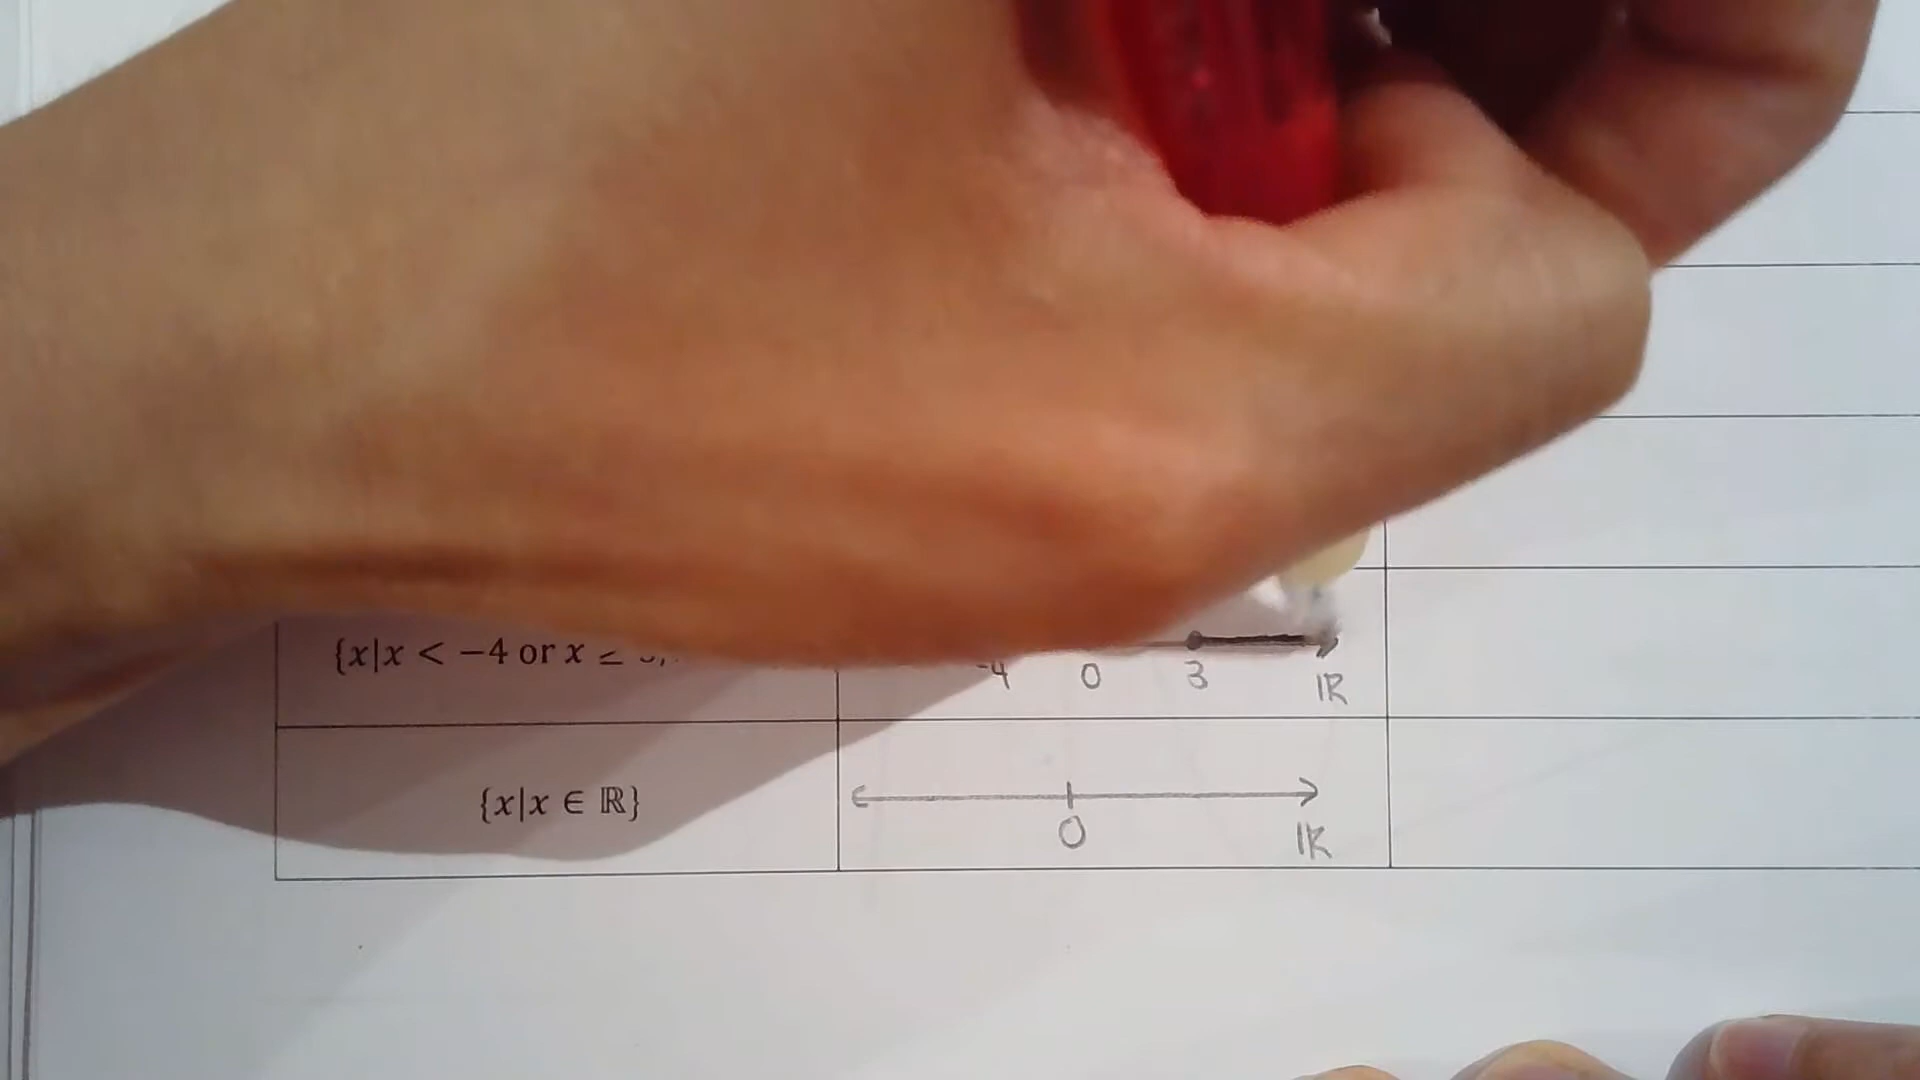 {x|x < −4 or x
-4 0 3 ℝ
{x|x ∈ ℝ}
0 ℝ